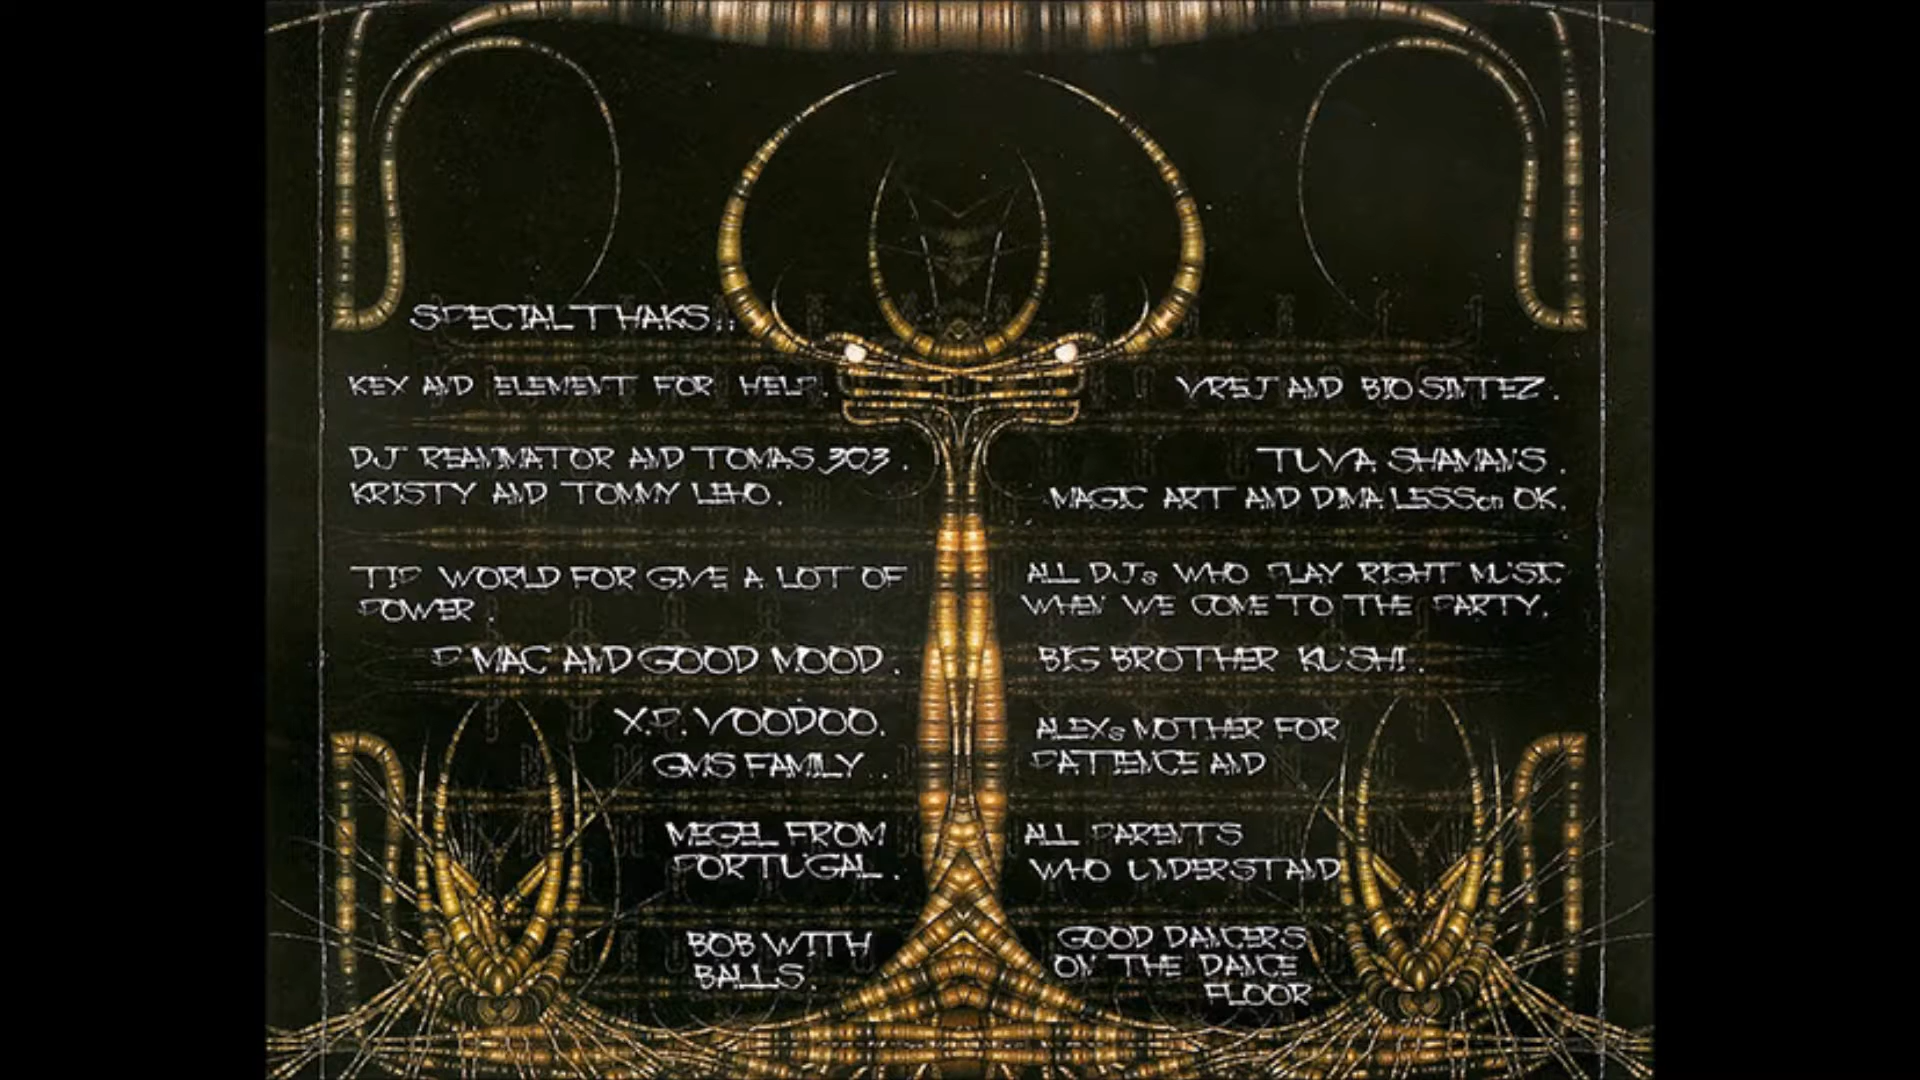 SPECIAL THAKS..
KEX AND ELEMENT FOR HELP.
DJ REANIMATOR AND TOMAS 303.
KRISTY AND TOMMY LEHO.
TIP WORLD FOR GIVE A LOT OF
POWER.
P MAC AND GOOD MOOD.
X.P. VOODOO.
GMS FAMILY..
MEGEL FROM
PORTUGAL.
BOB WITH
BALLS.
VREJ AND BIO SINTEZ.
TUVA SHAMANS.
MAGIC ART AND DIMA LESSon OK.
ALL DJs WHO PLAY RIGHT MUSIC
WHEN WE COME TO THE PARTY.
BIG BROTHER KUSHI.
ALEXs MOTHER FOR
PATIENCE AND
ALL PARENTS
WHO UNDERSTAND
GOOD DANCERS
ON THE DANCE
FLOOR